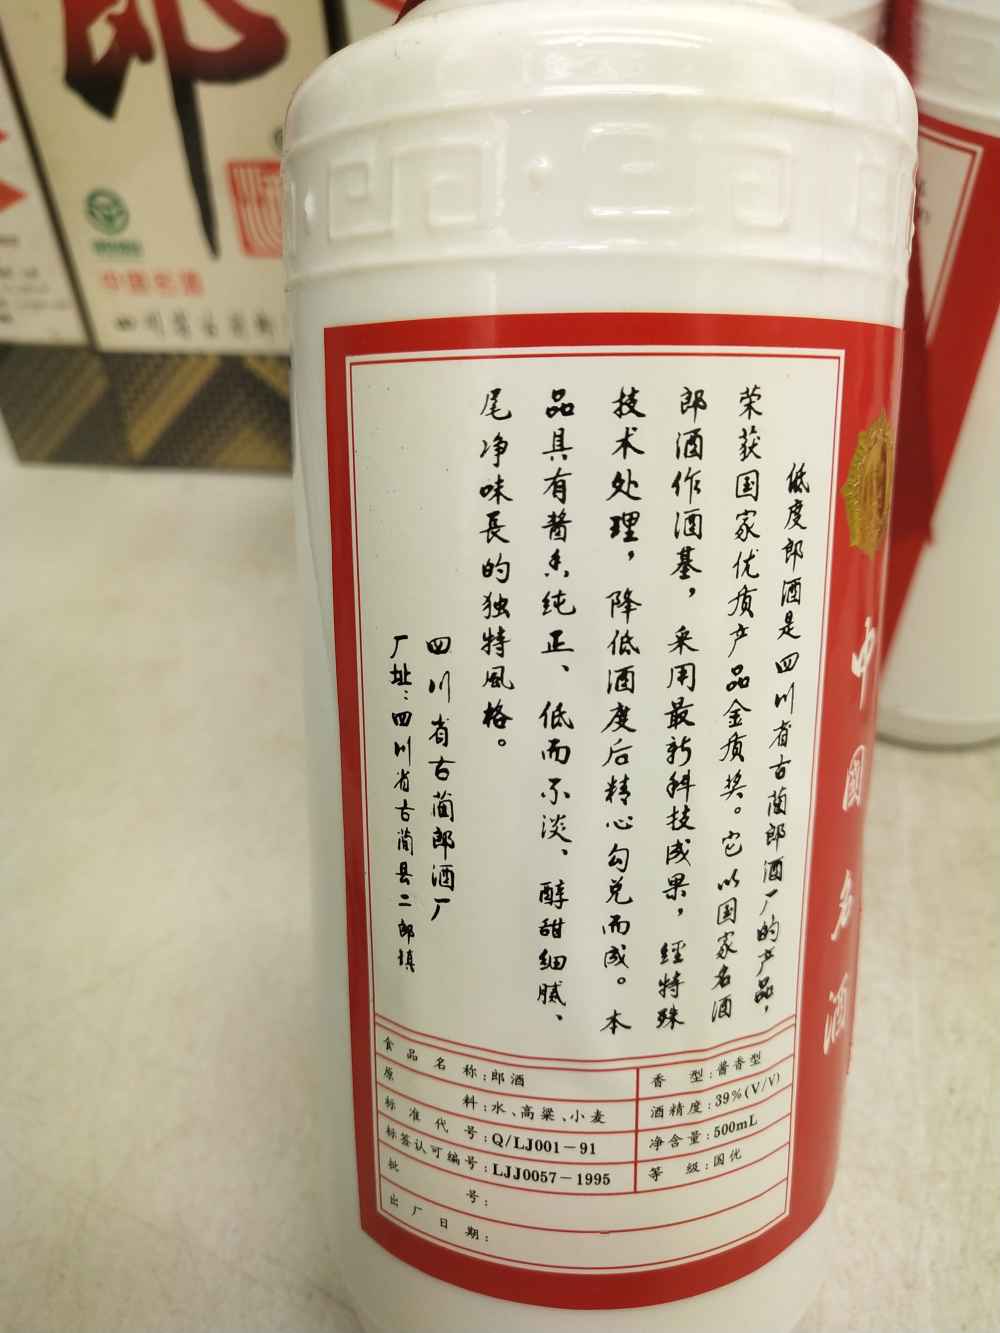 低度郎酒是四川省古蔺郎酒厂的产品，
荣获国家优质产品金质奖。它以国家名酒
郎酒作酒基，采用最新科技成果，经特殊
技术处理，降低酒度后精心勾兑而成。本
品具有酱香纯正、低而不淡、醇甜细腻、
尾净味長的独特風格。
四川省古蔺郎酒厂
厂址：四川省古蔺县二郎镇
食品名称：郎酒
原料：水、高粱、小麦
标准代号：Q/LJ001－91
标签认可编号：LJJ0057－1995
批号：
出厂日期：
香型：酱香型
酒精度：39%(V/V)
净含量：500mL
等级：国优
中國名酒
郎
酒
中国名酒